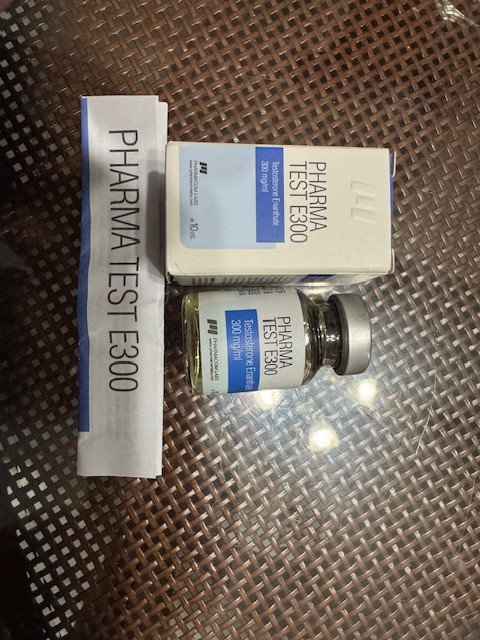 PHARMA TEST E300
PHARMA
TEST E300
Testosterone Enanthate
300 mg/ml
PHARMACOM LABS
10 mL
PHARMA
TEST E300
Testosterone Enantha
300 mg/ml
PHARMACOM LABS